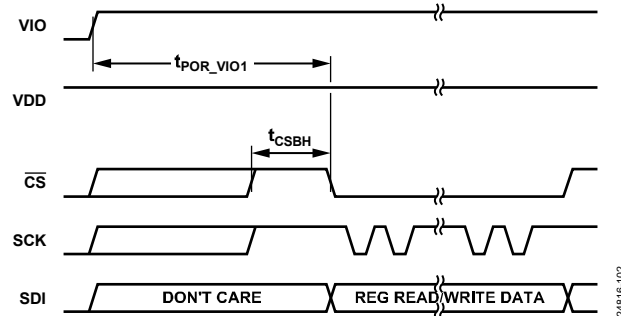 VIO
tPOR_VIO1
VDD
tCSBH
CS
SCK
SDI
DON'T CARE
REG READ/WRITE DATA
24816-102